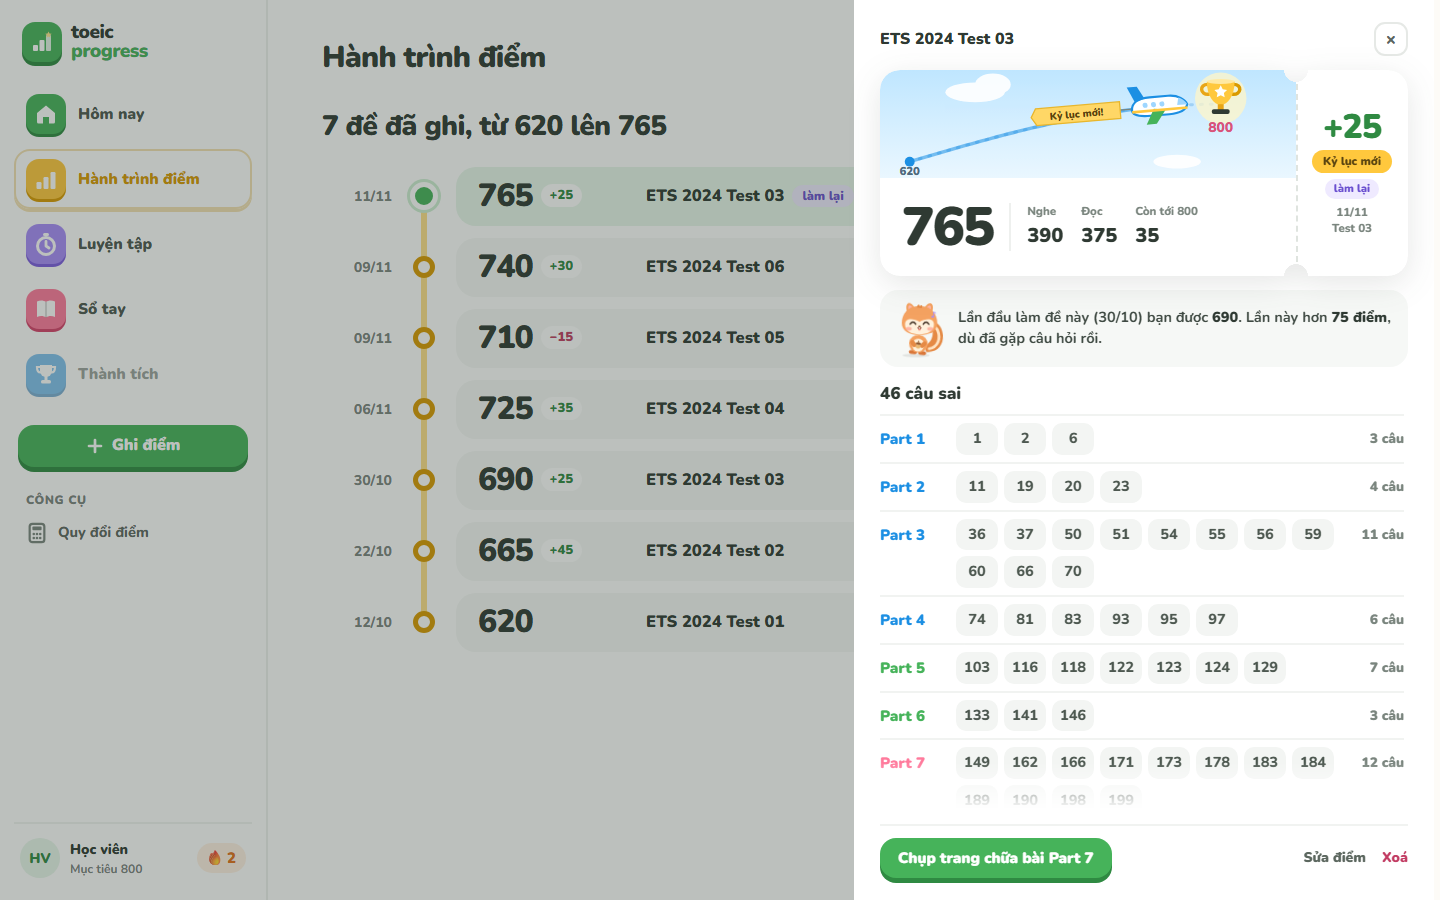 toeic
progress
Hôm nay
Hành trình điểm
Luyện tập
Sổ tay
Thành tích
+ Ghi điểm
CÔNG CỤ
Quy đổi điểm
HV
Học viên
Mục tiêu 800
2
Hành trình điểm
7 đề đã ghi, từ 620 lên 765
11/11 765 +25 ETS 2024 Test 03 làm lại
09/11 740 +30 ETS 2024 Test 06
09/11 710 −15 ETS 2024 Test 05
06/11 725 +35 ETS 2024 Test 04
30/10 690 +25 ETS 2024 Test 03
22/10 665 +45 ETS 2024 Test 02
12/10 620 ETS 2024 Test 01
ETS 2024 Test 03
×
Kỷ lục mới!
800
620
765
Nghe Đọc Còn tới 800
390 375 35
+25
Kỷ lục mới
làm lại
11/11
Test 03
Lần đầu làm đề này (30/10) bạn được 690. Lần này hơn 75 điểm,
dù đã gặp câu hỏi rồi.
46 câu sai
Part 1 1 2 6 3 câu
Part 2 11 19 20 23 4 câu
Part 3 36 37 50 51 54 55 56 59 11 câu
60 66 70
Part 4 74 81 83 93 95 97 6 câu
Part 5 103 116 118 122 123 124 129 7 câu
Part 6 133 141 146 3 câu
Part 7 149 162 166 171 173 178 183 184 12 câu
189 190 198 199
Chụp trang chữa bài Part 7
Sửa điểm Xoá